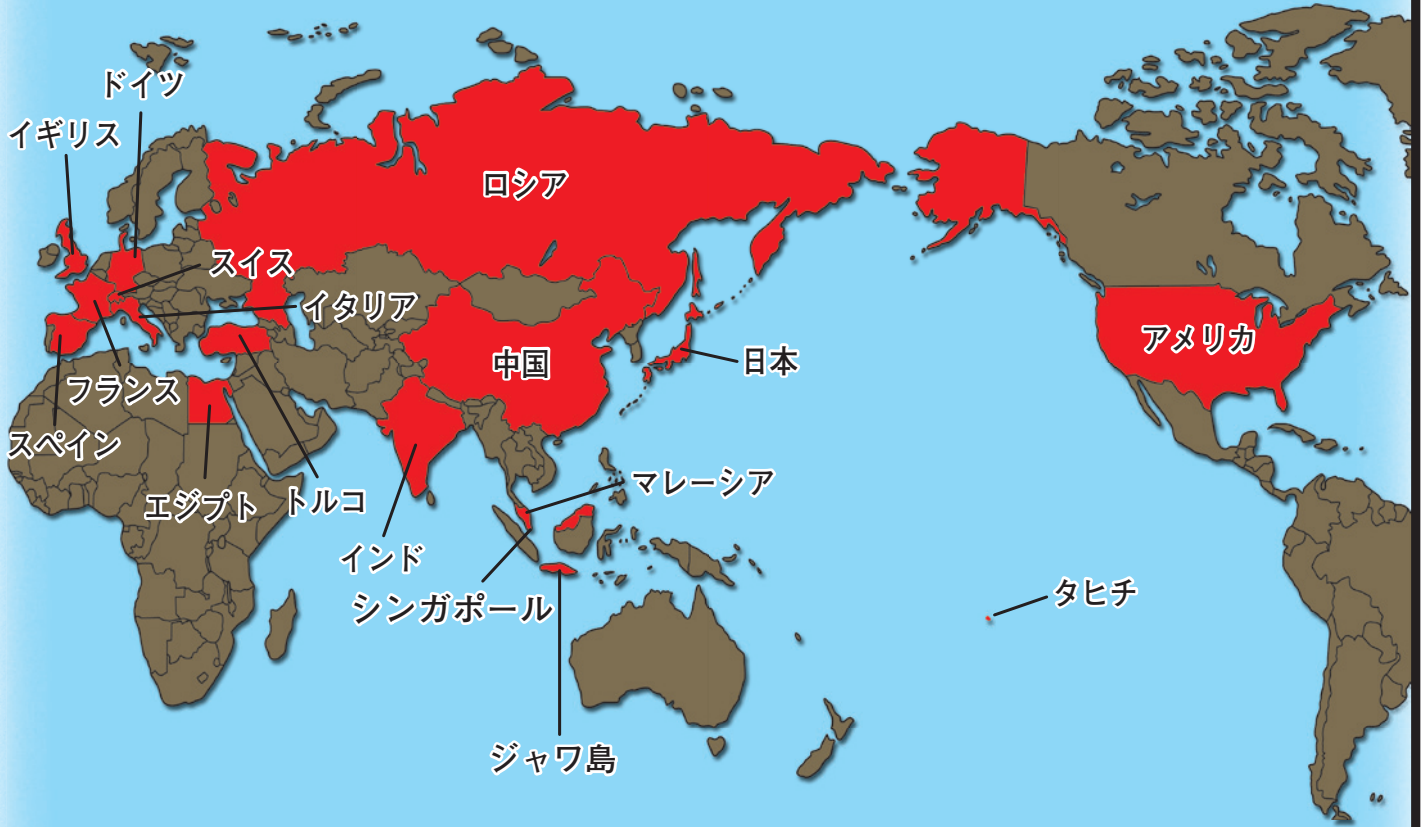 ドイツ
イギリス
ロシア
スイス
イタリア
フランス
スペイン
エジプト
トルコ
中国
日本
アメリカ
インド
マレーシア
シンガポール
ジャワ島
タヒチ